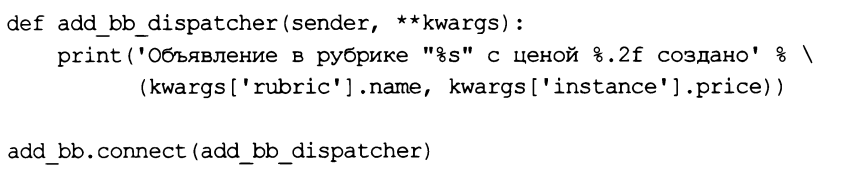 def add_bb_dispatcher(sender, **kwargs):
    print('Объявление в рубрике "%s" с ценой %.2f создано' % \
          (kwargs['rubric'].name, kwargs['instance'].price))

add_bb.connect(add_bb_dispatcher)